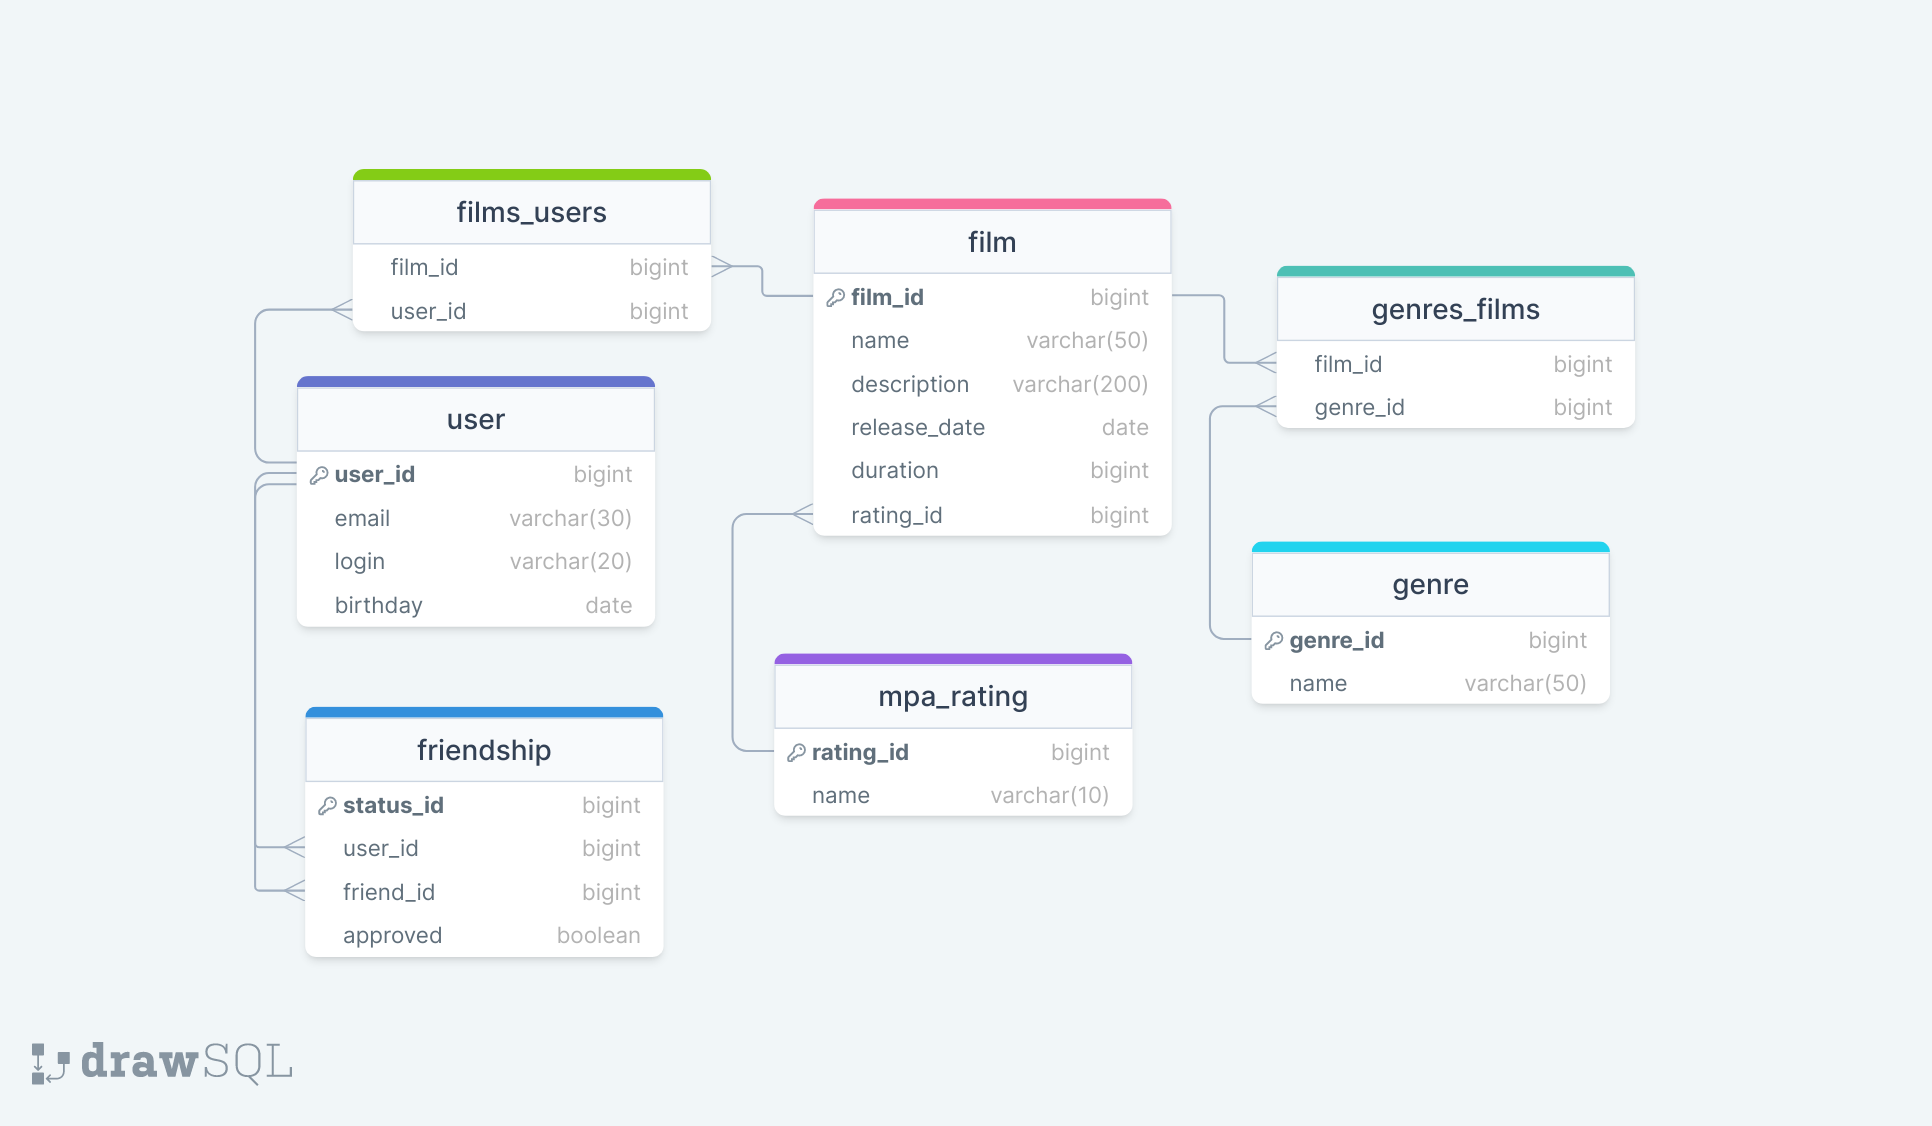 films_users
film_id bigint
user_id bigint
user
user_id bigint
email varchar(30)
login varchar(20)
birthday date
friendship
status_id bigint
user_id bigint
friend_id bigint
approved boolean
film
film_id bigint
name varchar(50)
description varchar(200)
release_date date
duration bigint
rating_id bigint
mpa_rating
rating_id bigint
name varchar(10)
genres_films
film_id bigint
genre_id bigint
genre
genre_id bigint
name varchar(50)
drawSQL